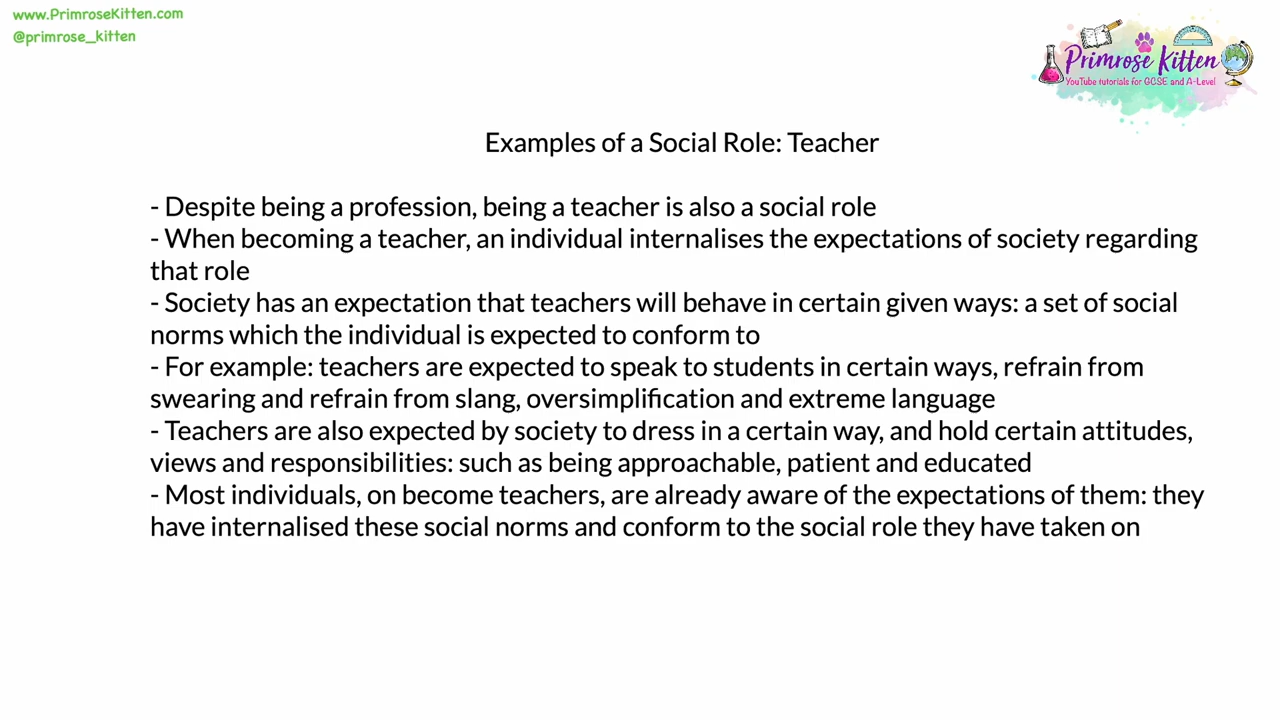 www.PrimroseKitten.com
@primrose_kitten
Primrose Kitten
YouTube tutorials for GCSE and A-Level
Examples of a Social Role: Teacher
- Despite being a profession, being a teacher is also a social role
- When becoming a teacher, an individual internalises the expectations of society regarding
that role
- Society has an expectation that teachers will behave in certain given ways: a set of social
norms which the individual is expected to conform to
- For example: teachers are expected to speak to students in certain ways, refrain from
swearing and refrain from slang, oversimplification and extreme language
- Teachers are also expected by society to dress in a certain way, and hold certain attitudes,
views and responsibilities: such as being approachable, patient and educated
- Most individuals, on become teachers, are already aware of the expectations of them: they
have internalised these social norms and conform to the social role they have taken on